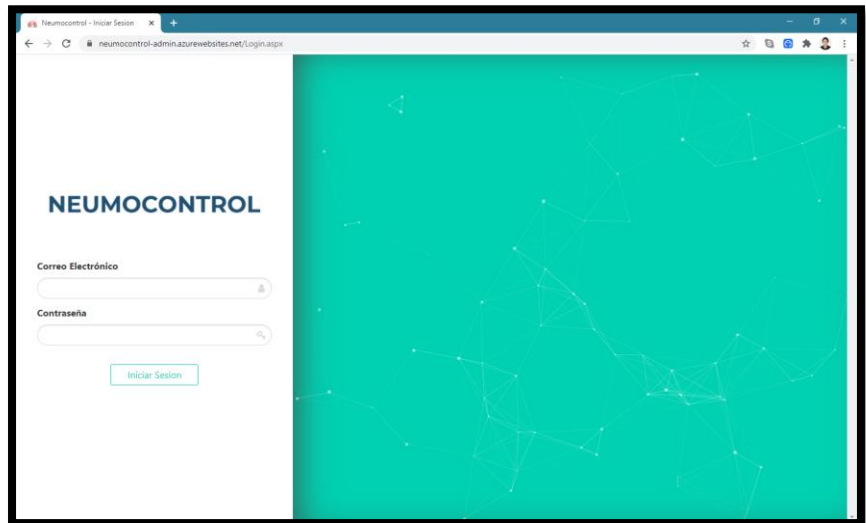 Neumocontrol - Iniciar Sesion
neumocontrol-admin.azurewebsites.net/Login.aspx
NEUMOCONTROL
Correo Electrónico
Contraseña
Iniciar Sesion